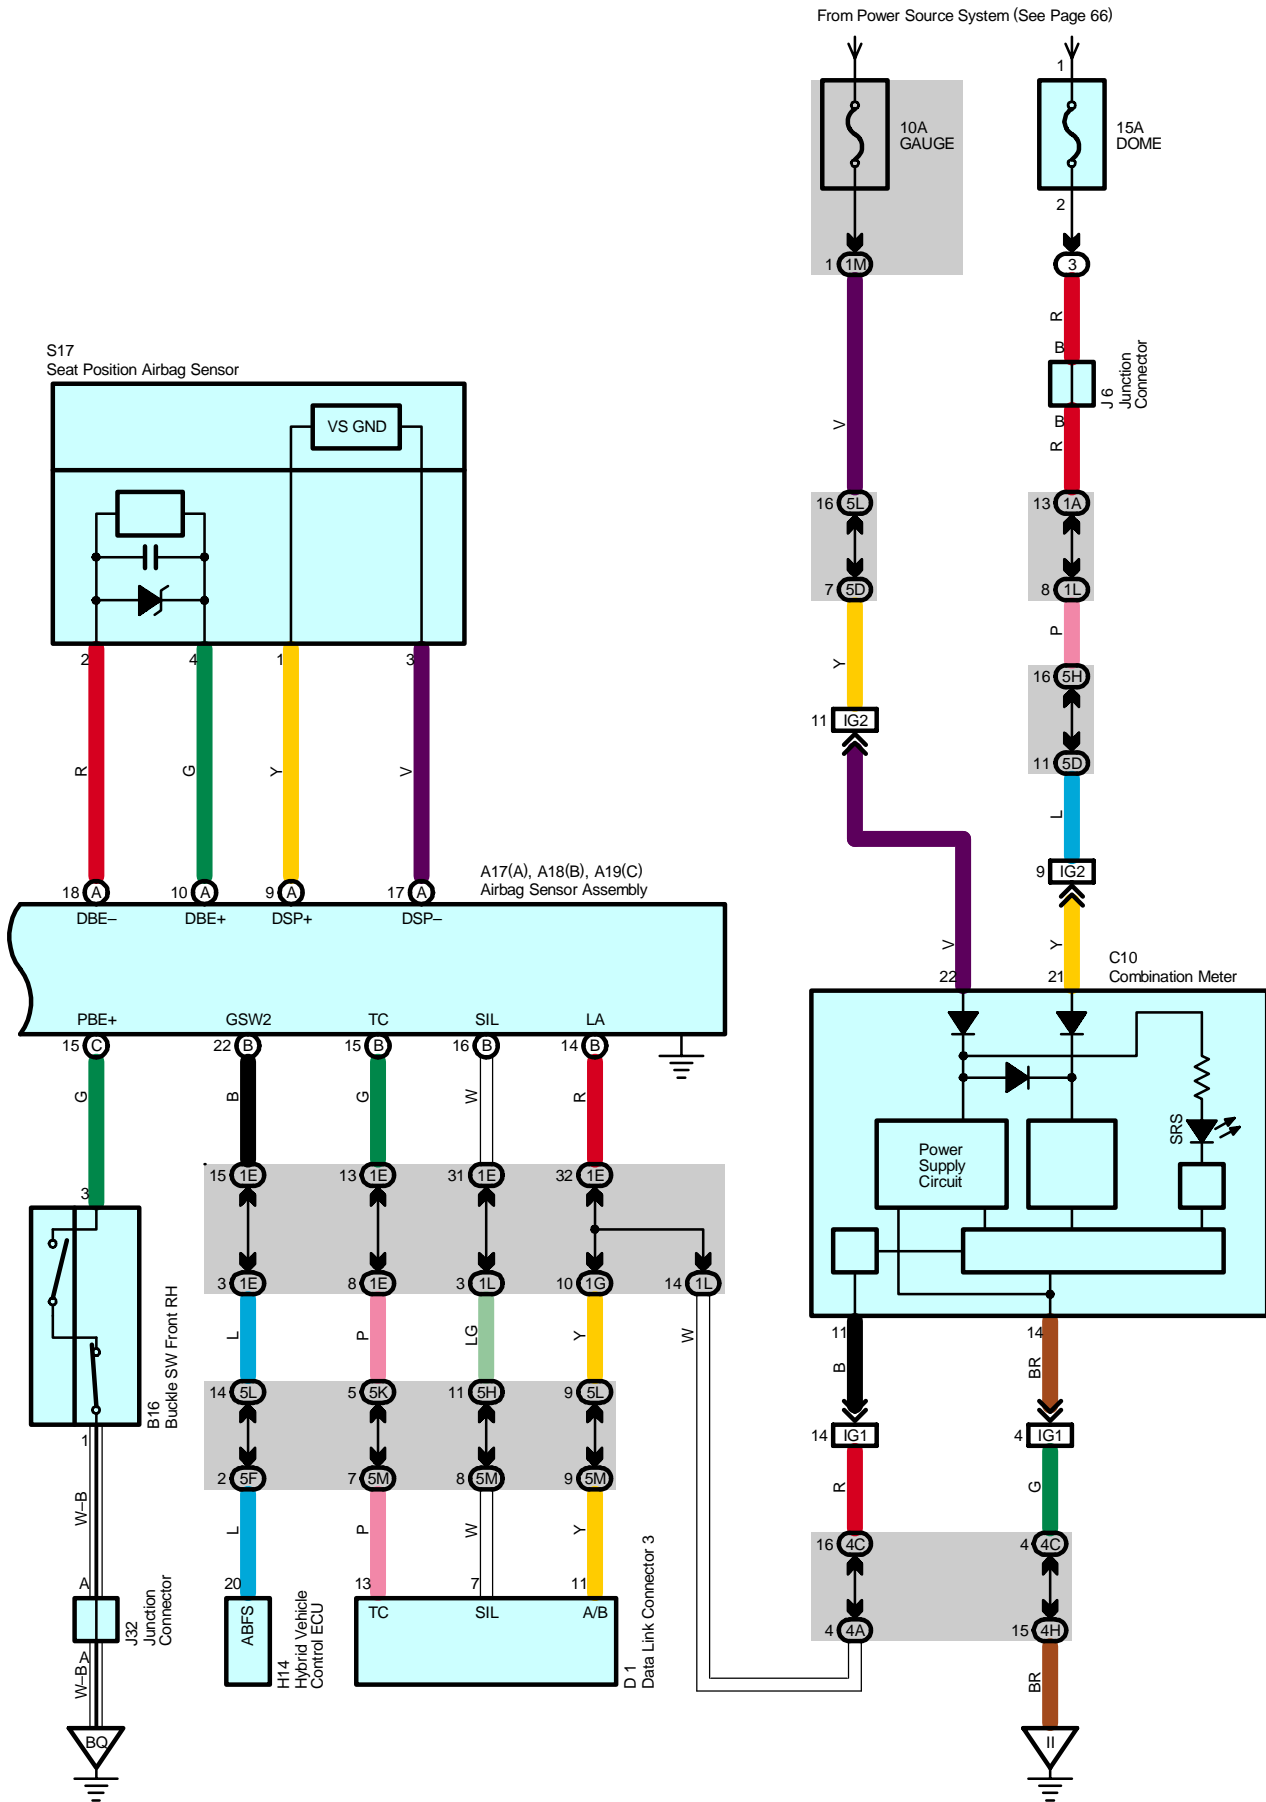 From Power Source System (See Page 66)
1
10A
GAUGE
15A
DOME
2
1 1M
3
R
B
J 6
Junction
Connector
B
R
V
S17
Seat Position Airbag Sensor
VS GND
16 5L
13 1A
7 5D
8 1L
Y
P
2
4
1
3
16 5H
11 IG2
11 5D
R
G
Y
V
L
A17(A), A18(B), A19(C)
Airbag Sensor Assembly
9 IG2
18 A
10 A
9 A
17 A
DBE–
DBE+
DSP+
DSP–
V
Y
22
21
C10
Combination Meter
PBE+
GSW2
TC
SIL
LA
15 C
22 B
15 B
16 B
14 B
G
B
G
W
R
SRS
Power
Supply
Circuit
15 1E
13 1E
31 1E
32 1E
3
3 1E
8 1E
3 1L
10 1G
14 1L
L
P
LG
Y
W
11
14
B
BR
14 5L
5 5K
11 5H
9 5L
B16
Buckle SW Front RH
1
14 IG1
4 IG1
2 5F
7 5M
8 5M
9 5M
W–B
L
P
W
Y
R
G
16 4C
4 4C
A
J32
Junction
Connector
20
13
7
11
ABFS
H14
Hybrid Vehicle
Control ECU
TC
SIL
A/B
D 1
Data Link Connector 3
4 4A
15 4H
A
W–B
BR
BQ
II